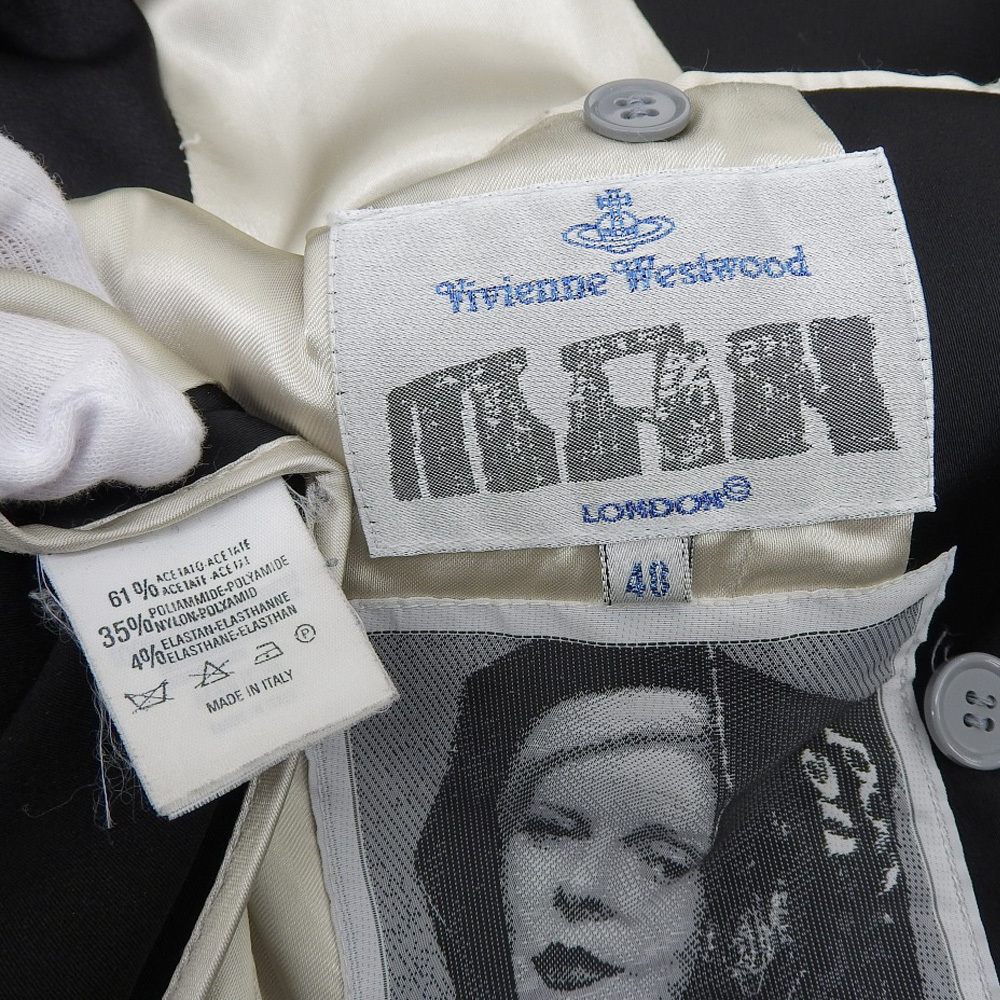 Vivienne Westwood
MAN
LONDON
61% ACETATO-ACETATE
ACETATE-ACETAT
35% POLIAMMIDE-POLYAMIDE
NYLON-POLYAMID
4% ELASTAN-ELASTHANNE
ELASTHANE-ELASTHAN
P
MADE IN ITALY